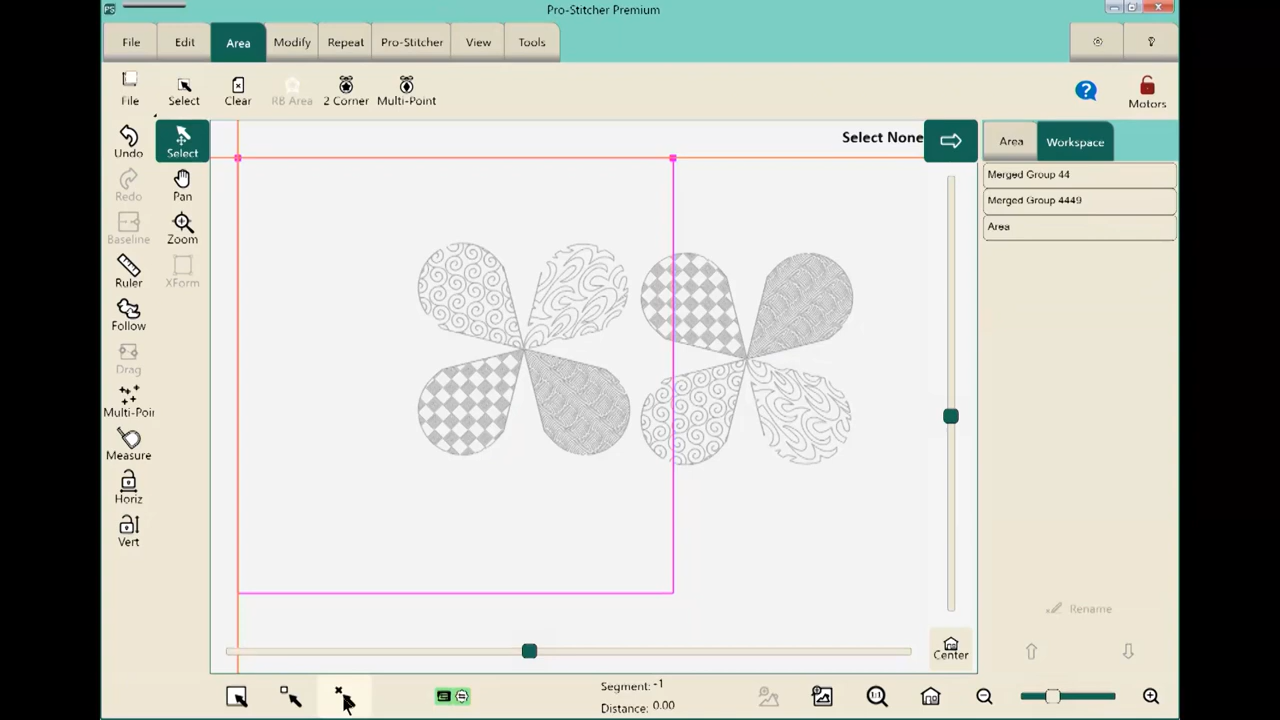 Pro-Stitcher Premium
File Edit Area Modify Repeat Pro-Stitcher View Tools
File Select Clear RB Area 2 Corner Multi-Point Motors
Undo Select
Redo Pan
Baseline Zoom
Ruler XForm
Follow
Drag
Multi-Poi
Measure
Horiz
Vert
Select None
Area Workspace
Merged Group 44
Merged Group 4449
Area
Rename
Center
Segment: -1
Distance: 0.00